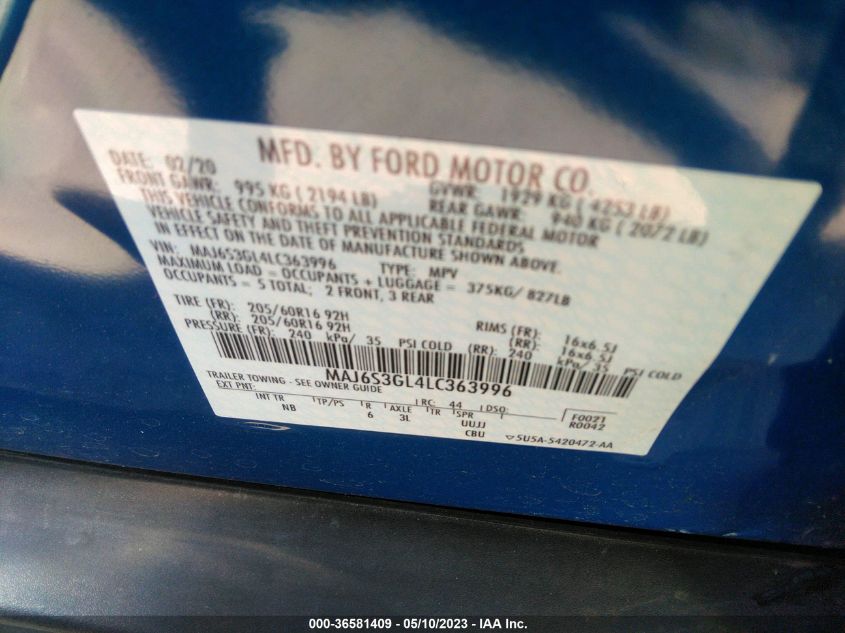 MFD. BY FORD MOTOR CO.
DATE: 02/20 GVWR: 1929 KG ( 4253 LB)
FRONT GAWR: 995 KG ( 2194 LB) REAR GAWR: 940 KG ( 2072 LB)
THIS VEHICLE CONFORMS TO ALL APPLICABLE FEDERAL MOTOR
VEHICLE SAFETY AND THEFT PREVENTION STANDARDS
IN EFFECT ON THE DATE OF MANUFACTURE SHOWN ABOVE.
VIN: MAJ6S3GL4LC363996 TYPE: MPV
MAXIMUM LOAD = OCCUPANTS + LUGGAGE = 375KG/ 827LB
OCCUPANTS = 5 TOTAL; 2 FRONT, 3 REAR
TIRE (FR): 205/60R16 92H RIMS (FR): 16x6.5J
(RR): 205/60R16 92H (RR): 16x6.5J
PRESSURE (FR): 240 kPa/ 35 PSI COLD (RR): 240 kPa/ 35 PSI COLD
MAJ6S3GL4LC363996
TRAILER TOWING - SEE OWNER GUIDE
EXT PNT: RC: 44 DSO: F0021
INT TR TP/PS R AXLE TR SPR R0042
NB 6 3L UUJJ
CBU 5U5A-5420472-AA
000-36581409 - 05/10/2023 - IAA Inc.